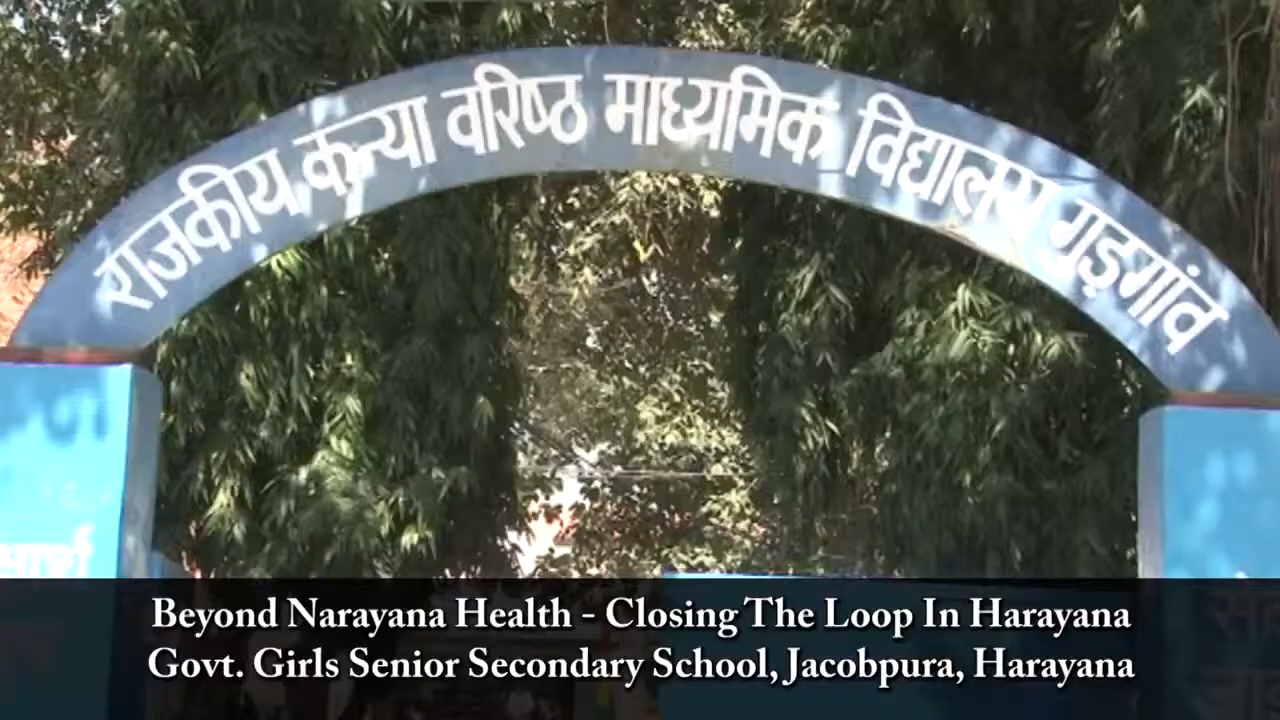 राजकीय कन्या वरिष्ठ माध्यमिक विद्यालय गुड़गांव
Beyond Narayana Health - Closing The Loop In Harayana
Govt. Girls Senior Secondary School, Jacobpura, Harayana